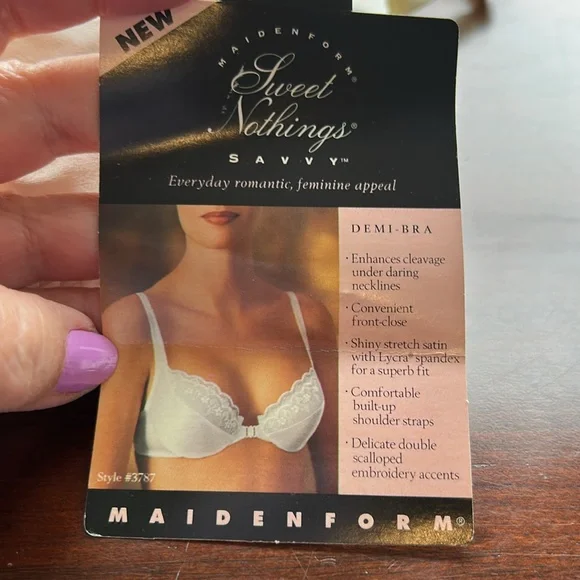 NEW
MAIDENFORM®
Sweet
Nothings®
SAVVY™
Everyday romantic, feminine appeal
DEMI-BRA
· Enhances cleavage
under daring
necklines
· Convenient
front-close
· Shiny stretch satin
with Lycra® spandex
for a superb fit
· Comfortable
built-up
shoulder straps
· Delicate double
scalloped
embroidery accents
Style #3787
MAIDENFORM®